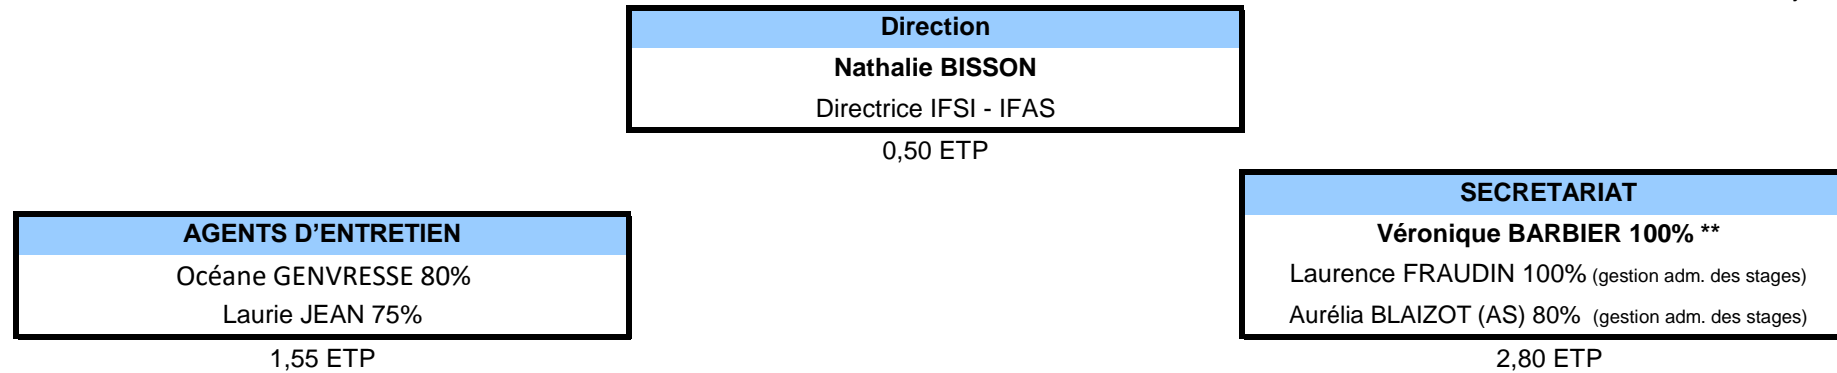 Direction
Nathalie BISSON
Directrice IFSI - IFAS
0,50 ETP
SECRETARIAT
Véronique BARBIER 100% **
Laurence FRAUDIN 100% (gestion adm. des stages)
Aurélia BLAIZOT (AS) 80% (gestion adm. des stages)
2,80 ETP
AGENTS D’ENTRETIEN
Océane GENVRESSE 80%
Laurie JEAN 75%
1,55 ETP